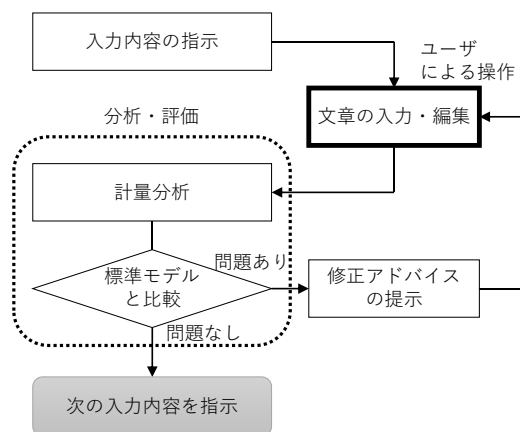 入力内容の指示
ユーザ
による操作
文章の入力・編集
分析・評価
計量分析
標準モデル
と比較
問題あり
修正アドバイス
の提示
問題なし
次の入力内容を指示